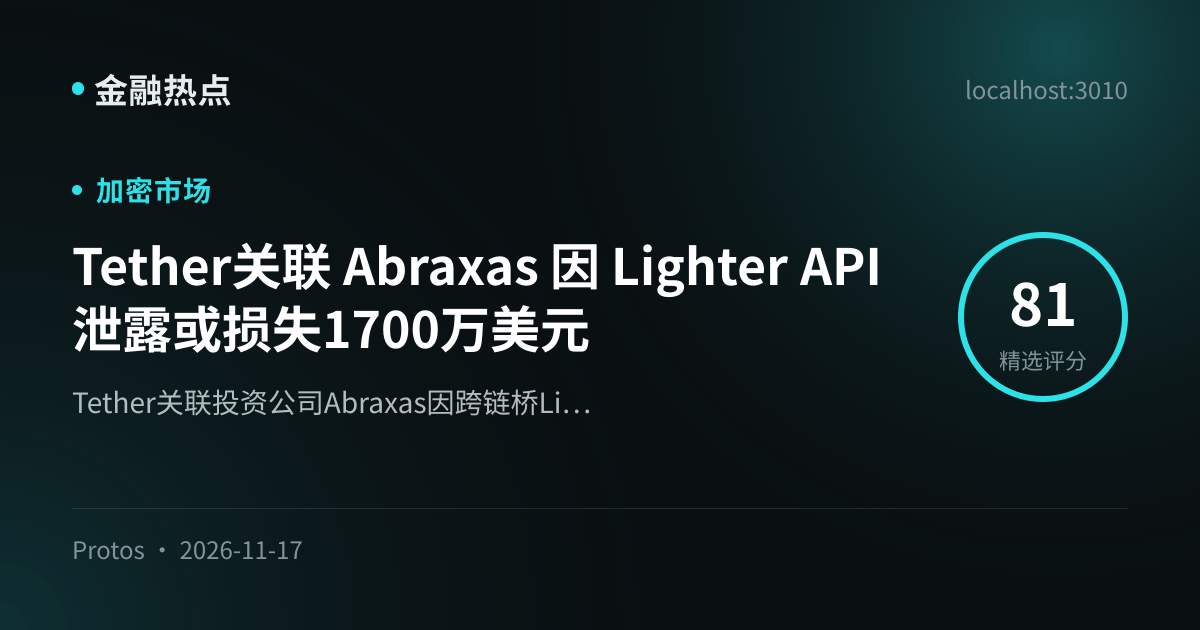 金融热点
localhost:3010
加密市场
Tether关联 Abraxas 因 Lighter API
泄露或损失1700万美元
81
精选评分
Tether关联投资公司Abraxas因跨链桥Li…
Protos • 2026-11-17